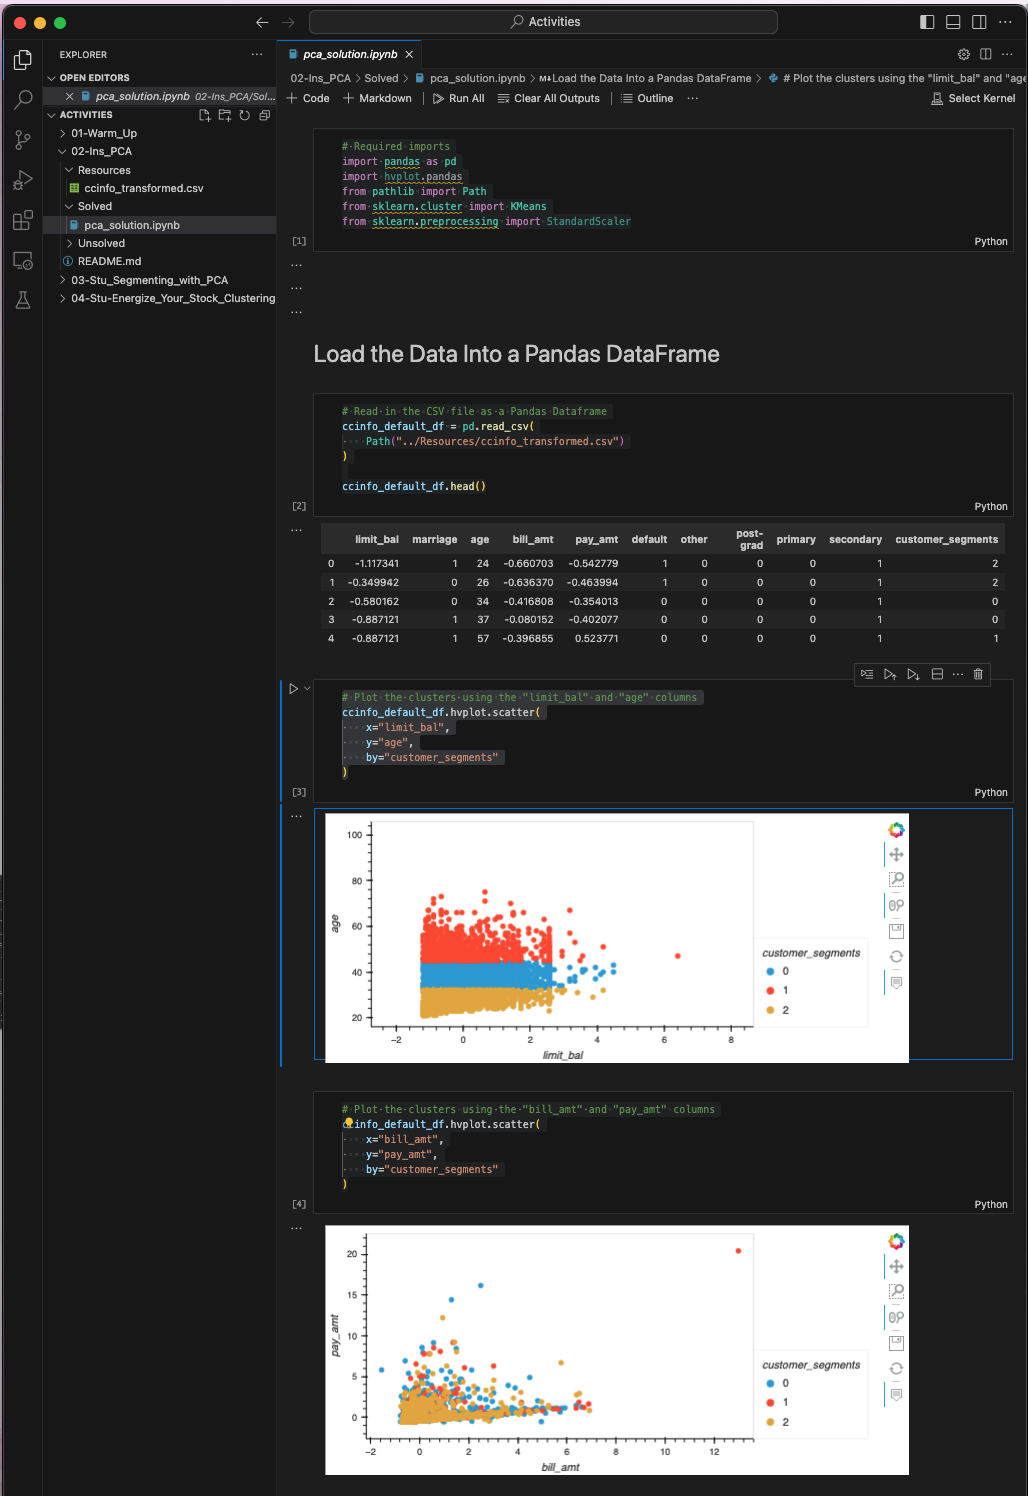 Activities
EXPLORER
OPEN EDITORS
pca_solution.ipynb 02-Ins_PCA/Sol...
ACTIVITIES
01-Warm_Up
02-Ins_PCA
Resources
ccinfo_transformed.csv
Solved
pca_solution.ipynb
Unsolved
README.md
03-Stu_Segmenting_with_PCA
04-Stu-Energize_Your_Stock_Clustering
pca_solution.ipynb
02-Ins_PCA > Solved > pca_solution.ipynb > M↓Load the Data Into a Pandas DataFrame > # Plot the clusters using the "limit_bal" and "age
+ Code + Markdown Run All Clear All Outputs Outline ... Select Kernel
# Required imports
import pandas as pd
import hvplot.pandas
from pathlib import Path
from sklearn.cluster import KMeans
from sklearn.preprocessing import StandardScaler
[1]
Python
...
...
...
Load the Data Into a Pandas DataFrame
# Read in the CSV file as a Pandas Dataframe
ccinfo_default_df = pd.read_csv(
Path("../Resources/ccinfo_transformed.csv")
)
ccinfo_default_df.head()
[2]
Python
...
limit_bal marriage age bill_amt pay_amt default other post-grad primary secondary customer_segments
0 -1.117341 1 24 -0.660703 -0.542779 1 0 0 0 1 2
1 -0.349942 0 26 -0.636370 -0.463994 1 0 0 0 1 2
2 -0.580162 0 34 -0.416808 -0.354013 0 0 0 0 1 0
3 -0.887121 1 37 -0.080152 -0.402077 0 0 0 0 1 0
4 -0.887121 1 57 -0.396855 0.523771 0 0 0 0 1 1
# Plot the clusters using the "limit_bal" and "age" columns
ccinfo_default_df.hvplot.scatter(
x="limit_bal",
y="age",
by="customer_segments"
)
[3]
Python
...
100
80
60
40
20
age
-2 0 2 4 6 8
limit_bal
customer_segments
0
1
2
# Plot the clusters using the "bill_amt" and "pay_amt" columns
ccinfo_default_df.hvplot.scatter(
x="bill_amt",
y="pay_amt",
by="customer_segments"
)
[4]
Python
...
20
15
10
5
0
pay_amt
-2 0 2 4 6 8 10 12
bill_amt
customer_segments
0
1
2